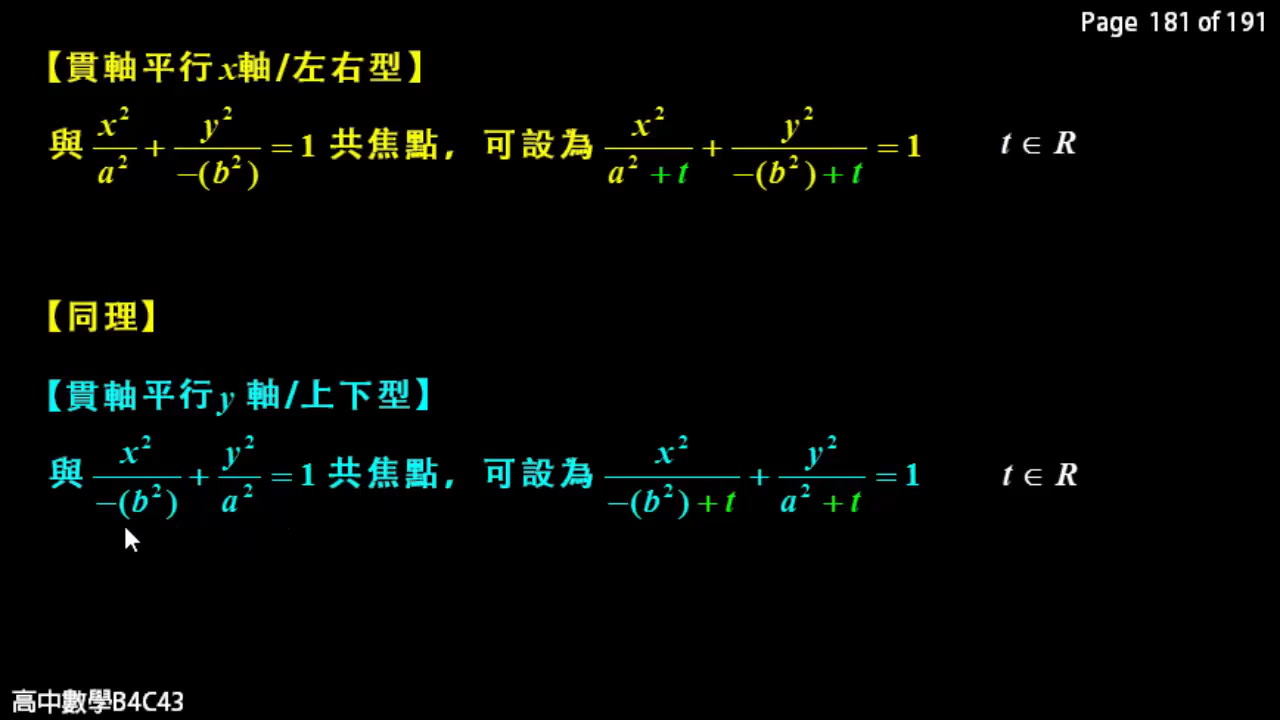 Page 181 of 191
【貫軸平行x軸/左右型】
與 x²/a² + y²/−(b²) = 1 共焦點，可設為 x²/(a² + t) + y²/(−(b²) + t) = 1 t ∈ R
【同理】
【貫軸平行y 軸/上下型】
與 x²/−(b²) + y²/a² = 1 共焦點，可設為 x²/(−(b²) + t) + y²/(a² + t) = 1 t ∈ R
高中數學B4C43